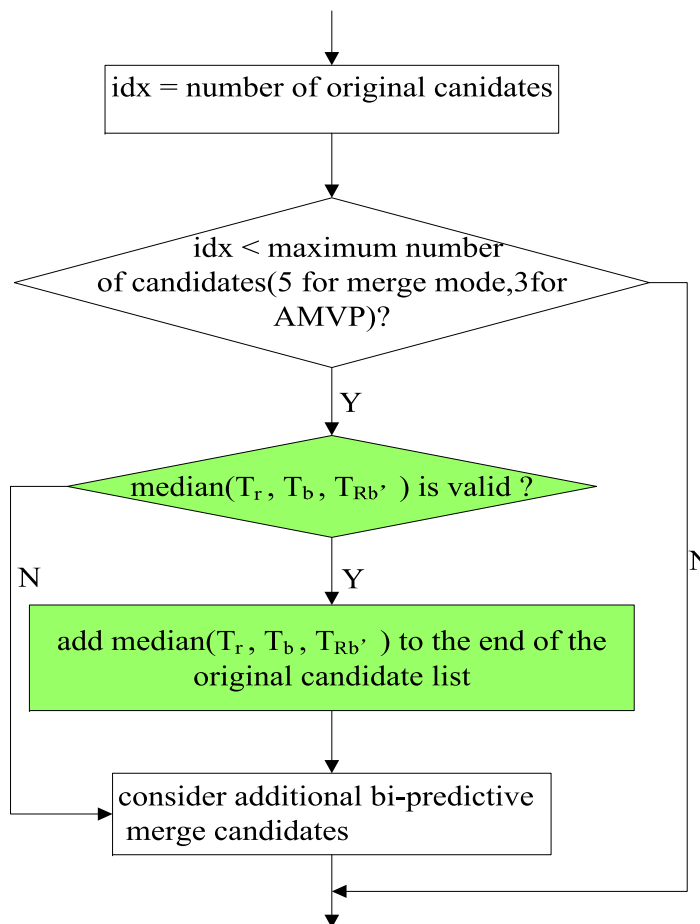 idx = number of original canidates
idx < maximum number
of candidates(5 for merge mode,3for
AMVP)?
Y
median(Tr , Tb , TRb’ ) is valid ?
N
Y
N
add median(Tr , Tb , TRb’ ) to the end of the
original candidate list
consider additional bi-predictive
merge candidates